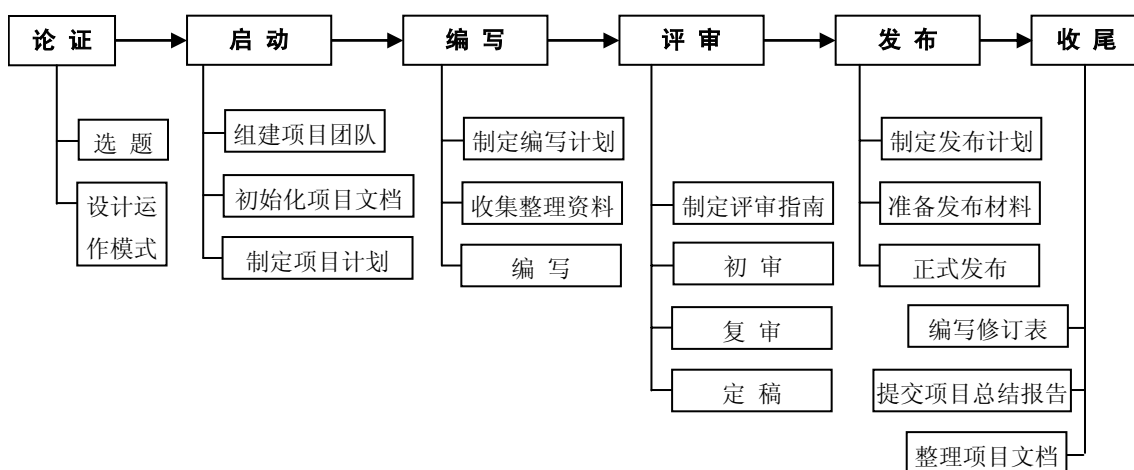 论 证
启 动
编 写
评 审
发 布
收 尾
选 题
设计运
作模式
组建项目团队
初始化项目文档
制定项目计划
制定编写计划
收集整理资料
编 写
制定评审指南
初 审
复 审
定 稿
制定发布计划
准备发布材料
正式发布
编写修订表
提交项目总结报告
整理项目文档